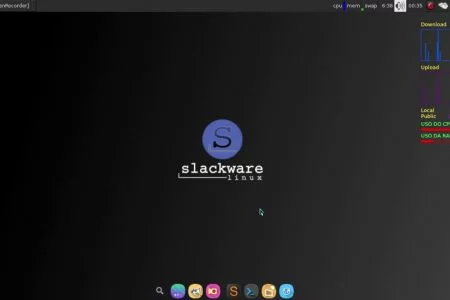 enRecorder]
cpu mem swap 6:38 00:35
Download
Upload
Local
Public
USO DO CP
USO DA RA
S
slackware
linux